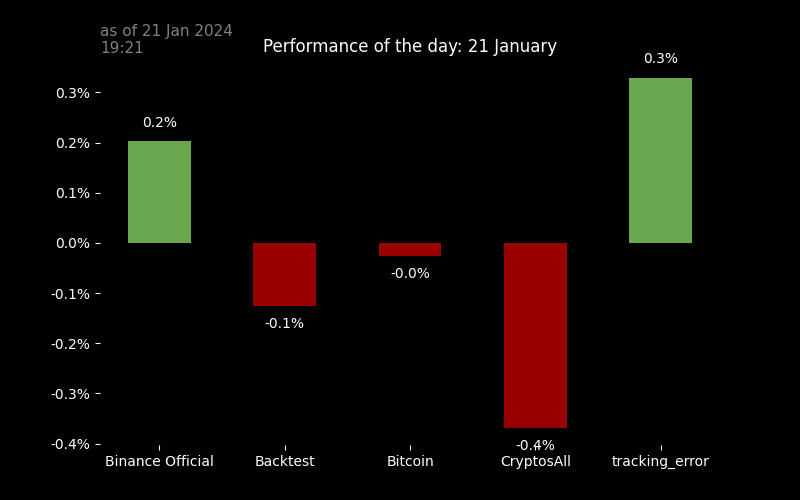 as of 21 Jan 2024
19:21
Performance of the day: 21 January
0.3%
0.3%
0.2%
0.2%
0.1%
0.0%
-0.0%
-0.1%
-0.1%
-0.2%
-0.3%
-0.4%
-0.4%
Binance Official
Backtest
Bitcoin
CryptosAll
tracking_error